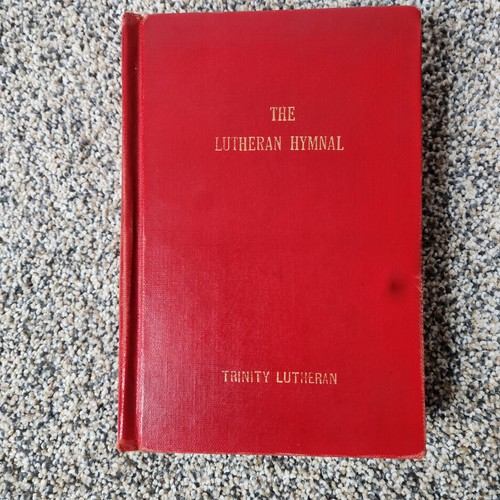 THE
LUTHERAN HYMNAL
TRINITY LUTHERAN